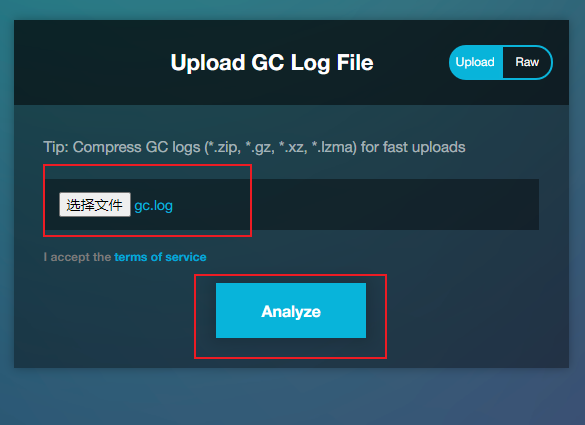 Upload GC Log File
Upload Raw
Tip: Compress GC logs (*.zip, *.gz, *.xz, *.lzma) for fast uploads
选择文件 gc.log
I accept the terms of service
Analyze